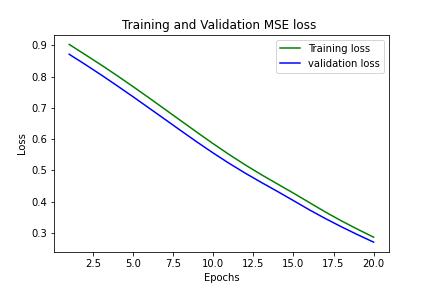 Training and Validation MSE loss
Training loss
validation loss
Loss
0.9
0.8
0.7
0.6
0.5
0.4
0.3
2.5 5.0 7.5 10.0 12.5 15.0 17.5 20.0
Epochs